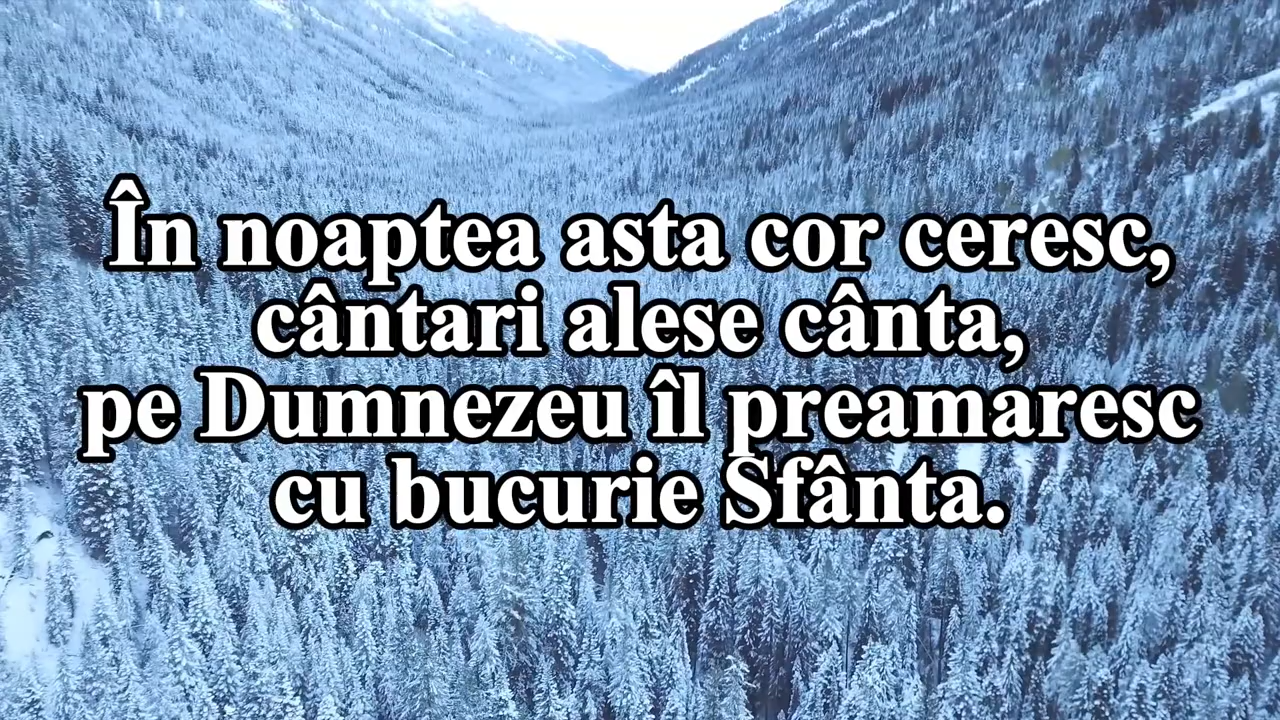 În noaptea asta cor ceresc,
cântari alese cânta,
pe Dumnezeu îl preamaresc
cu bucurie Sfânta.